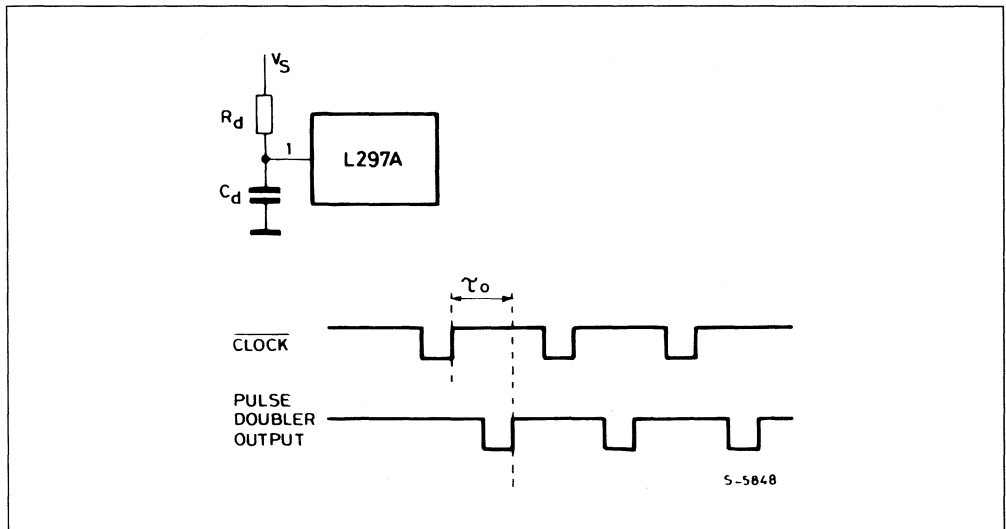 VS
Rd
1
L297A
Cd
τo
CLOCK
PULSE
DOUBLER
OUTPUT
S-5848